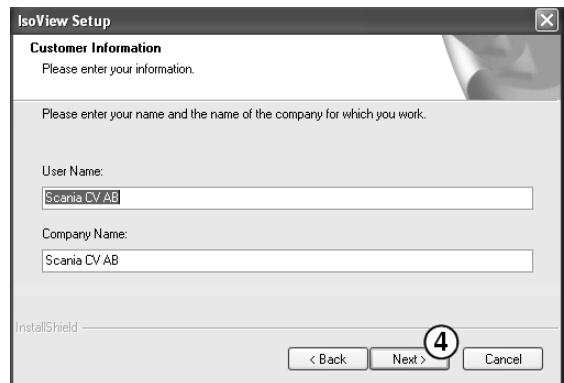 IsoView Setup
Customer Information
Please enter your information.
Please enter your name and the name of the company for which you work.
User Name:
Scania CV AB
Company Name:
Scania CV AB
InstallShield
< Back Next > 4 Cancel